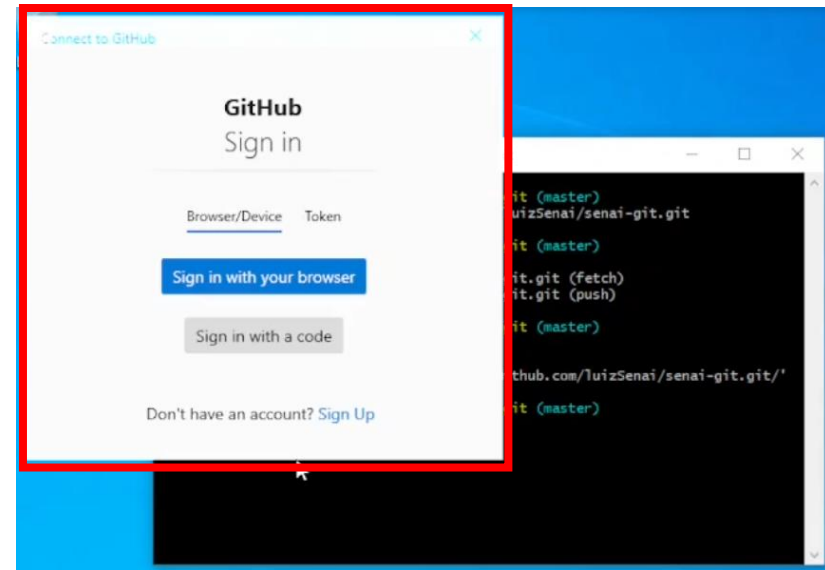 Connect to GitHub
GitHub
Sign in
Browser/Device Token
Sign in with your browser
Sign in with a code
Don't have an account? Sign Up
it (master)
uizSenai/senai-git.git
it (master)
it.git (fetch)
it.git (push)
it (master)
thub.com/luizSenai/senai-git.git/'
it (master)